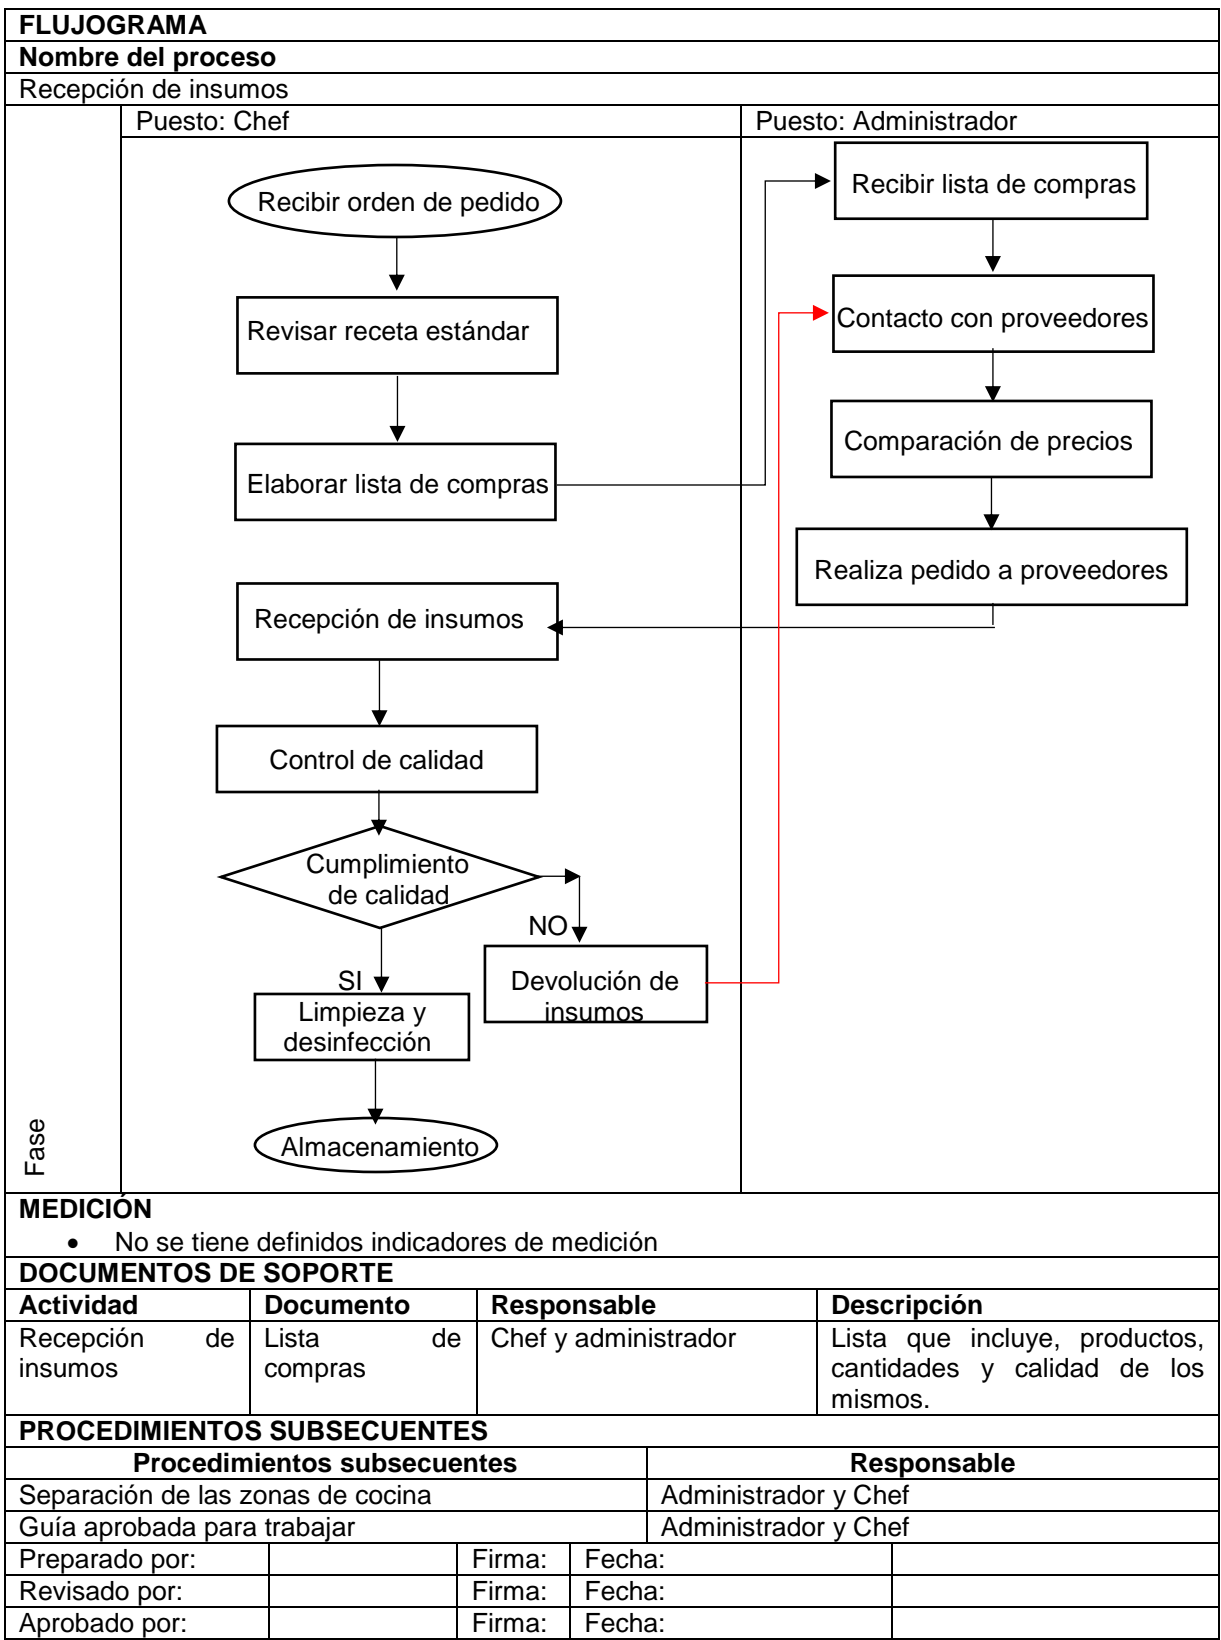 FLUJOGRAMA
Nombre del proceso
Recepción de insumos
Puesto: Chef
Puesto: Administrador
Recibir orden de pedido
Revisar receta estándar
Elaborar lista de compras
Recibir lista de compras
Contacto con proveedores
Comparación de precios
Realiza pedido a proveedores
Recepción de insumos
Control de calidad
Cumplimiento
de calidad
NO
Devolución de
insumos
SI
Limpieza y
desinfección
Almacenamiento
Fase
MEDICIÓN
• No se tiene definidos indicadores de medición
DOCUMENTOS DE SOPORTE
Actividad Documento Responsable Descripción
Recepción de Lista de Chef y administrador Lista que incluye, productos,
insumos compras cantidades y calidad de los
mismos.
PROCEDIMIENTOS SUBSECUENTES
Procedimientos subsecuentes Responsable
Separación de las zonas de cocina Administrador y Chef
Guía aprobada para trabajar Administrador y Chef
Preparado por: Firma: Fecha:
Revisado por: Firma: Fecha:
Aprobado por: Firma: Fecha: